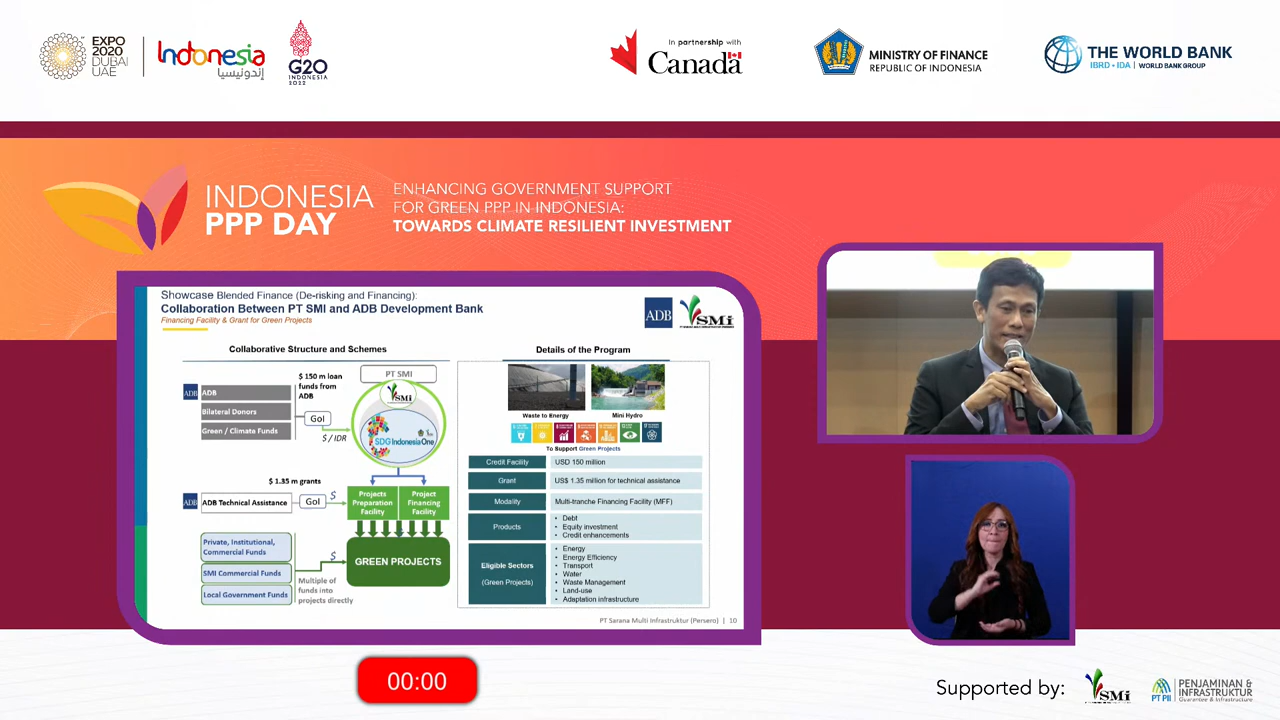 EXPO
2020
DUBAI
UAE
Indonesia
إندونيسيا
G20
INDONESIA
2022
In partnership with
Canada
MINISTRY OF FINANCE
REPUBLIC OF INDONESIA
THE WORLD BANK
IBRD • IDA | WORLD BANK GROUP
INDONESIA
PPP DAY
ENHANCING GOVERNMENT SUPPORT
FOR GREEN PPP IN INDONESIA:
TOWARDS CLIMATE RESILIENT INVESTMENT
Showcase Blended Finance (De-risking and Financing):
Collaboration Between PT SMI and ADB Development Bank
Financing Facility & Grant for Green Projects
ADB
SMI
Collaborative Structure and Schemes
ADB ADB
Bilateral Donors
Green / Climate Funds
$ 150 m loan
funds from
ADB
GoI
$ / IDR
PT SMI
SMI
SDG Indonesia One
$ 1.35 m grants
ADB ADB Technical Assistance
GoI
$
Projects
Preparation
Facility
Project
Financing
Facility
Private, Institutional,
Commercial Funds
SMI Commercial Funds
Local Government Funds
$
Multiple of
funds into
projects directly
GREEN PROJECTS
Details of the Program
Waste to Energy
Mini Hydro
To Support Green Projects
Credit Facility USD 150 million
Grant US$ 1.35 million for technical assistance
Modality Multi-tranche Financing Facility (MFF)
Products
• Debt
• Equity investment
• Credit enhancements
Eligible Sectors
(Green Projects)
• Energy
• Energy Efficiency
• Transport
• Water
• Waste Management
• Land-use
• Adaptation infrastructure
PT Sarana Multi Infrastruktur (Persero) | 10
00:00
Supported by:
SMI
PT PII
PENJAMINAN &
INFRASTRUKTUR
Guarantee & Infrastructure